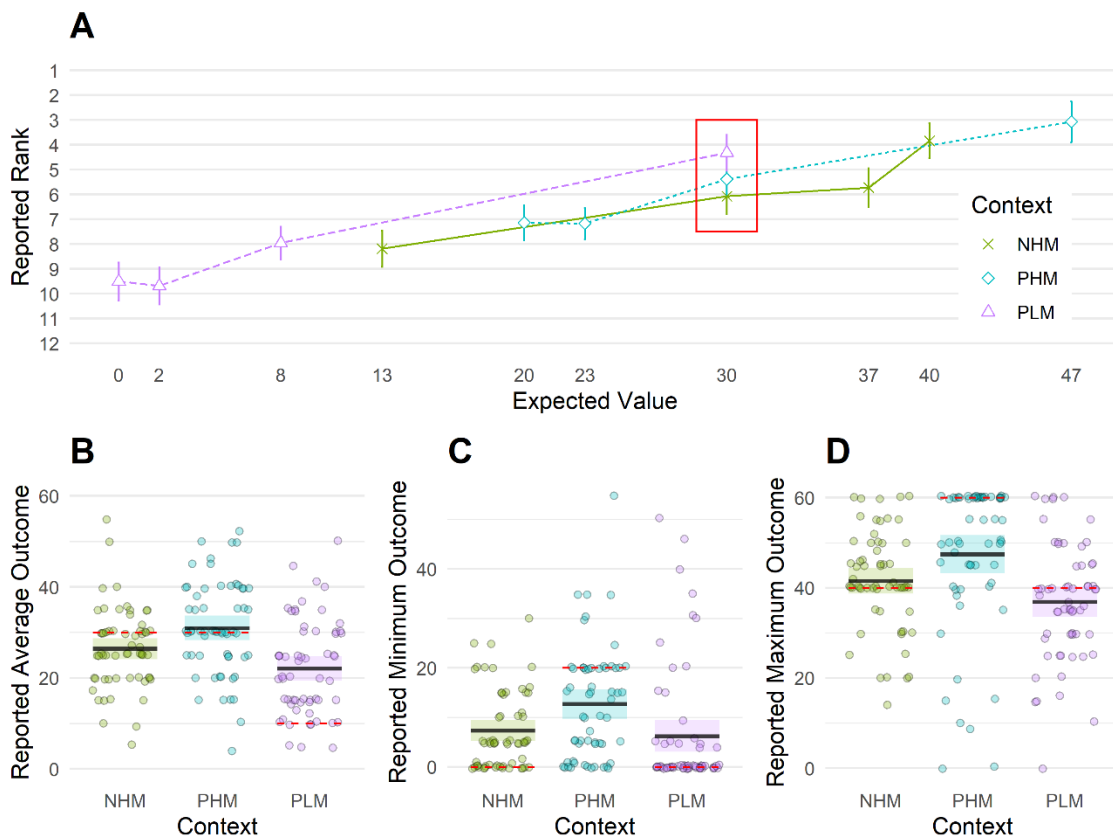 A
Reported Rank
1
2
3
4
5
6
7
8
9
10
11
12
0 2 8 13 20 23 30 37 40 47
Expected Value
Context
NHM
PHM
PLM
B
Reported Average Outcome
60
40
20
0
NHM PHM PLM
Context
C
Reported Minimum Outcome
40
20
0
NHM PHM PLM
Context
D
Reported Maximum Outcome
60
40
20
0
NHM PHM PLM
Context